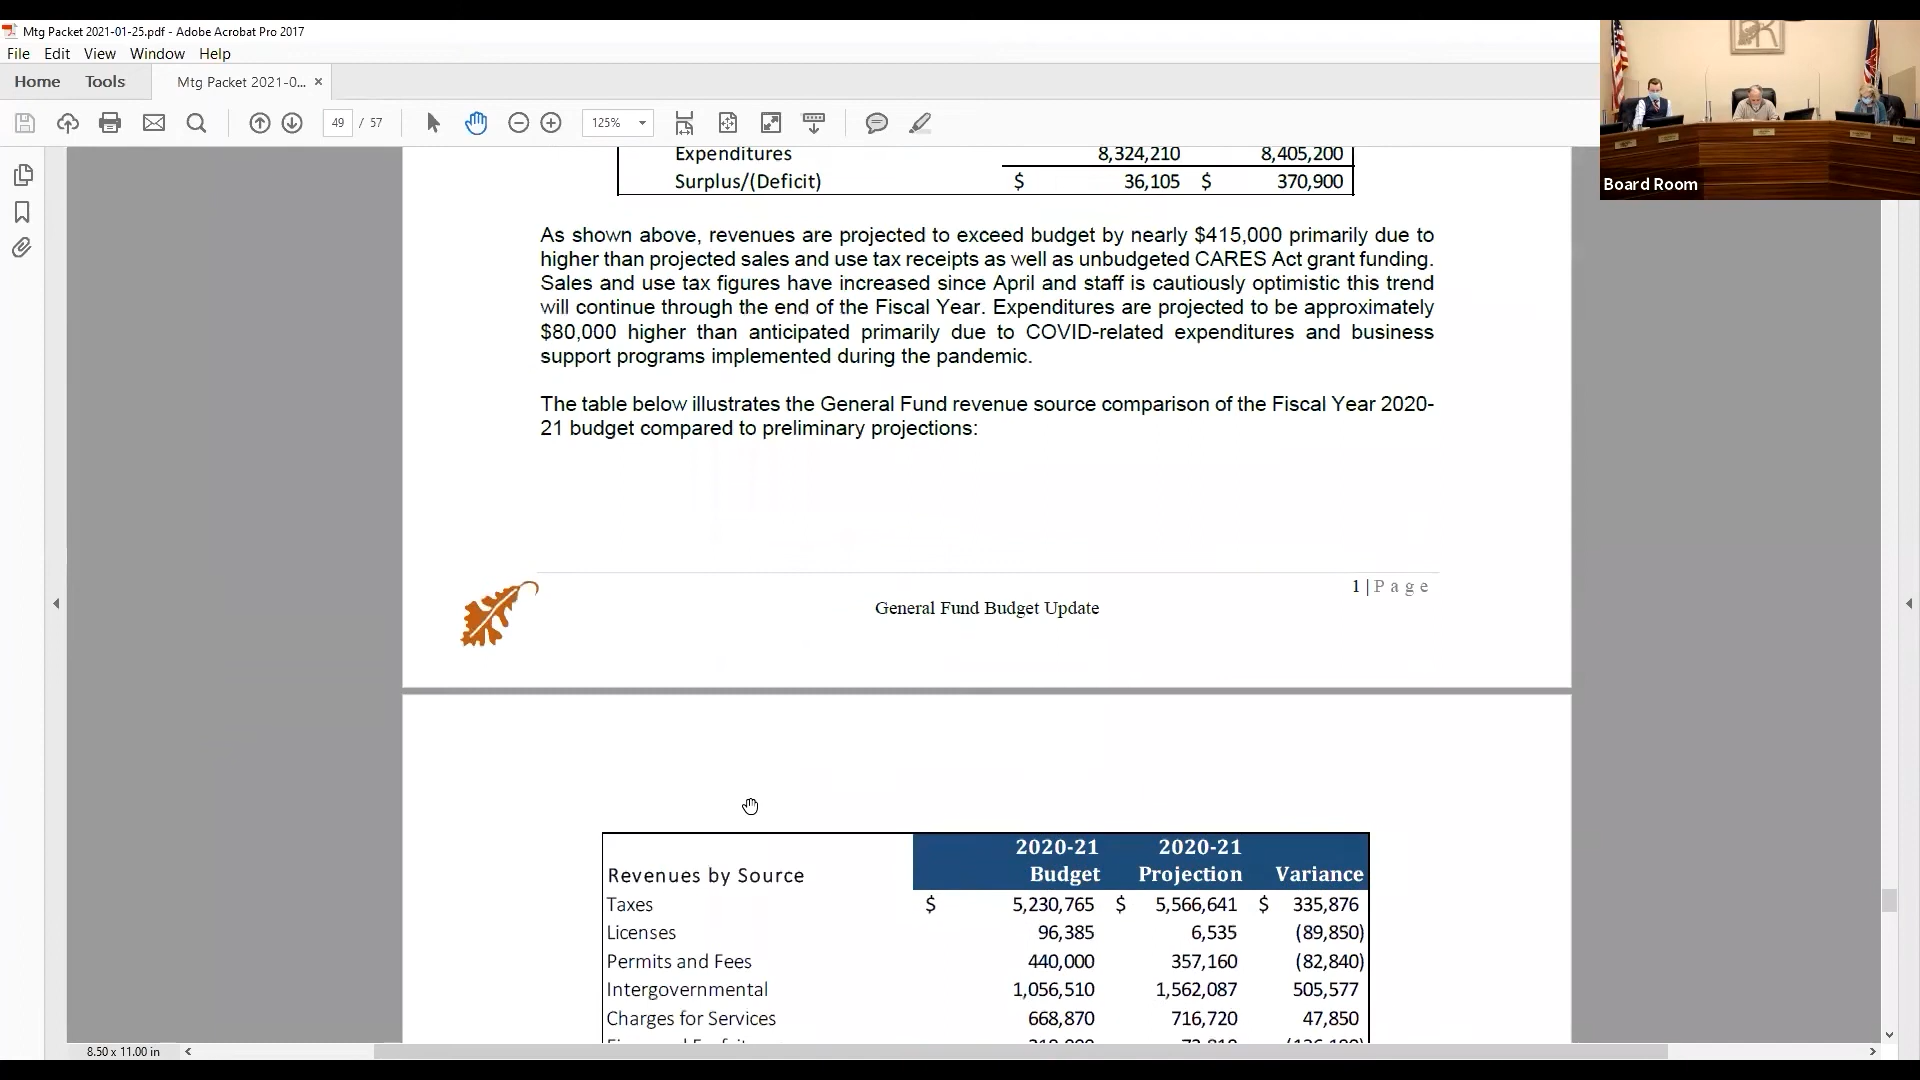 Mtg Packet 2021-01-25.pdf - Adobe Acrobat Pro 2017
File Edit View Window Help
Home Tools Mtg Packet 2021-0... ×
49 / 57 125%
Board Room
Expenditures 8,324,210 8,405,200
Surplus/(Deficit) $ 36,105 $ 370,900
As shown above, revenues are projected to exceed budget by nearly $415,000 primarily due to
higher than projected sales and use tax receipts as well as unbudgeted CARES Act grant funding.
Sales and use tax figures have increased since April and staff is cautiously optimistic this trend
will continue through the end of the Fiscal Year. Expenditures are projected to be approximately
$80,000 higher than anticipated primarily due to COVID-related expenditures and business
support programs implemented during the pandemic.
The table below illustrates the General Fund revenue source comparison of the Fiscal Year 2020-
21 budget compared to preliminary projections:
1 | P a g e
General Fund Budget Update
2020-21 2020-21
Revenues by Source Budget Projection Variance
Taxes $ 5,230,765 $ 5,566,641 $ 335,876
Licenses 96,385 6,535 (89,850)
Permits and Fees 440,000 357,160 (82,840)
Intergovernmental 1,056,510 1,562,087 505,577
Charges for Services 668,870 716,720 47,850
8.50 x 11.00 in